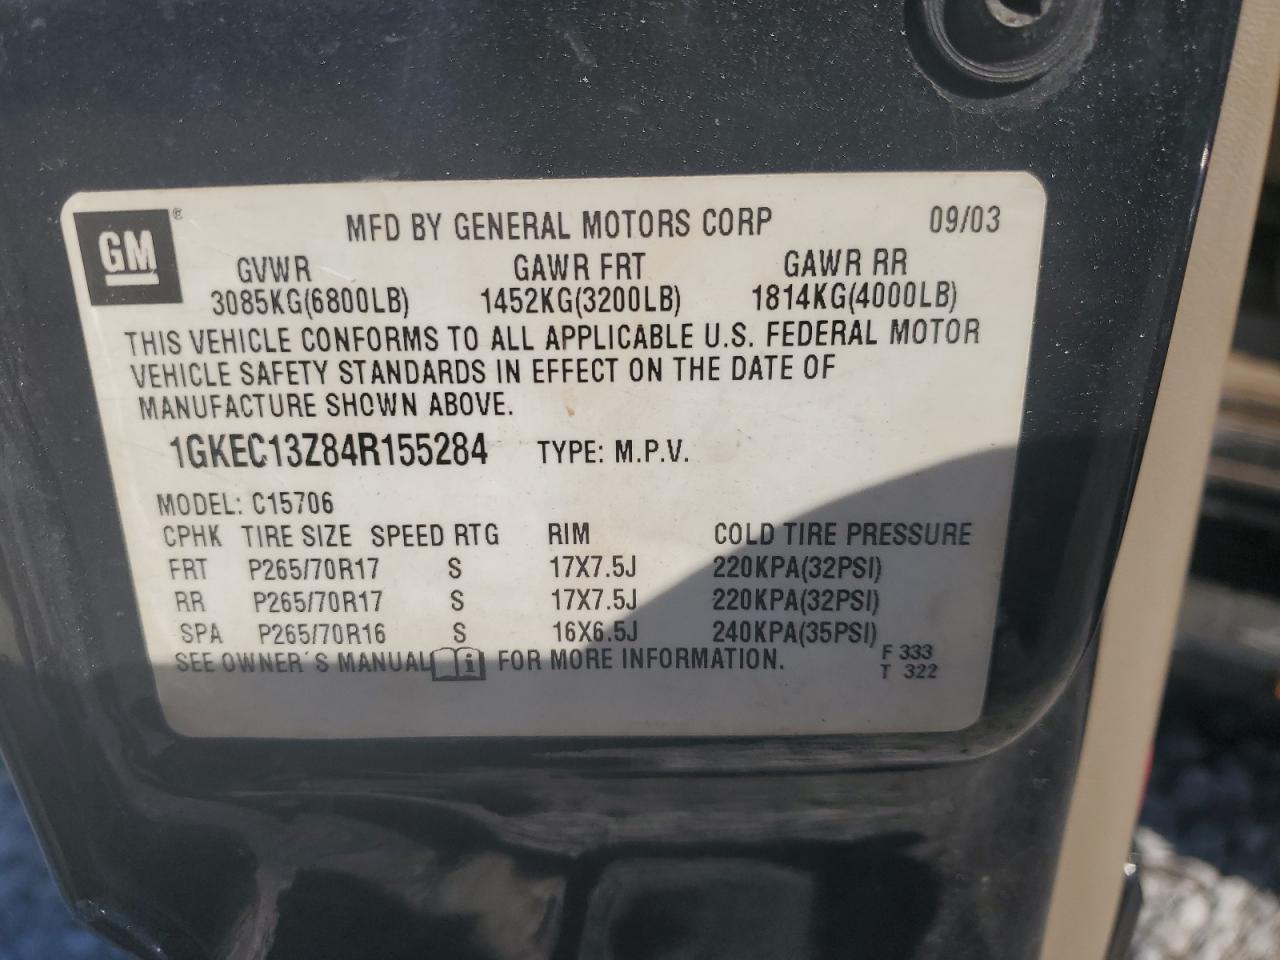 GM ®
MFD BY GENERAL MOTORS CORP 09/03
GVWR GAWR FRT GAWR RR
3085KG(6800LB) 1452KG(3200LB) 1814KG(4000LB)
THIS VEHICLE CONFORMS TO ALL APPLICABLE U.S. FEDERAL MOTOR
VEHICLE SAFETY STANDARDS IN EFFECT ON THE DATE OF
MANUFACTURE SHOWN ABOVE.
1GKEC13Z84R155284 TYPE: M.P.V.
MODEL: C15706
CPHK TIRE SIZE SPEED RTG RIM COLD TIRE PRESSURE
FRT P265/70R17 S 17X7.5J 220KPA(32PSI)
RR P265/70R17 S 17X7.5J 220KPA(32PSI)
SPA P265/70R16 S 16X6.5J 240KPA(35PSI)
SEE OWNER'S MANUAL i FOR MORE INFORMATION.
F 333
T 322